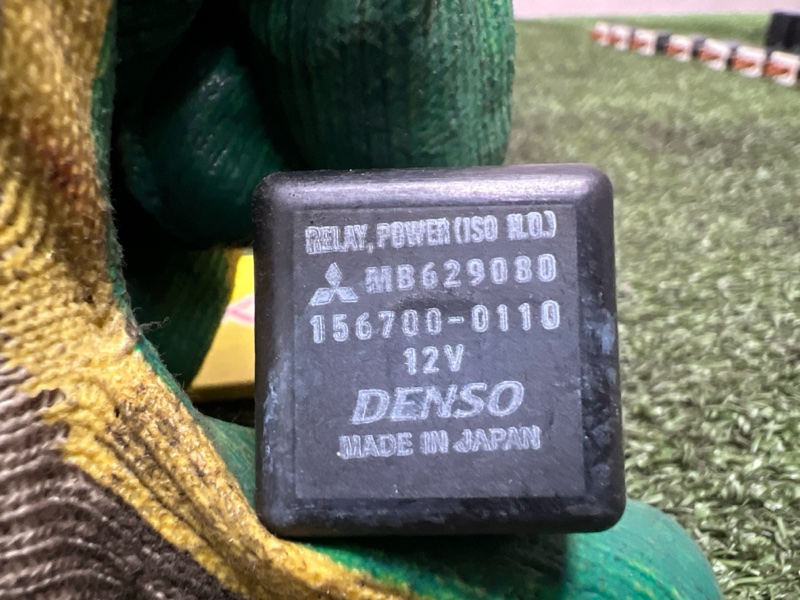 RELAY, POWER (ISO N.O.)
MB629080
156700-0110
12V
DENSO
MADE IN JAPAN